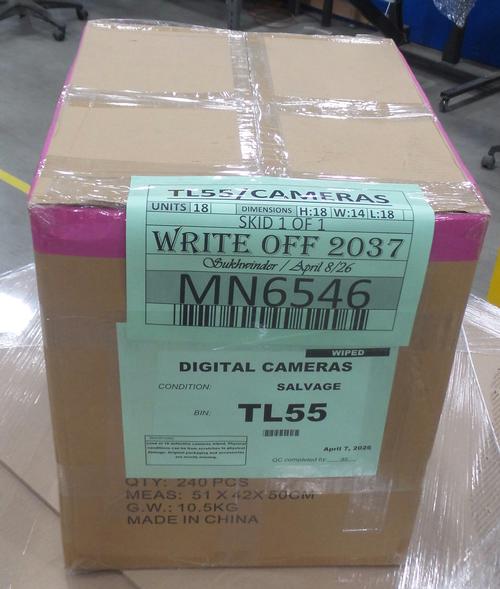 TL55/CAMERAS
UNITS 18 DIMENSIONS H:18 W:14 L:18
SKID 1 OF 1
WRITE OFF 2037
Sukhwinder / April 8/26
MN6546
WIPED
DIGITAL CAMERAS
CONDITION: SALVAGE
BIN: TL55
April 7, 2026
QC completed by
QTY: 240 PCS
MEAS: 51 X 42 X 50CM
G.W.: 10.5KG
MADE IN CHINA